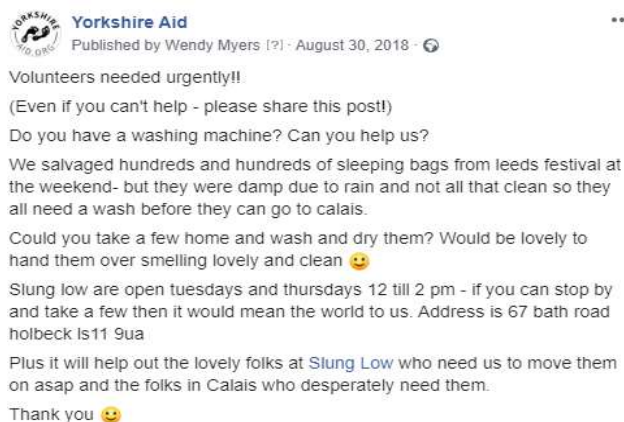 YORKSHIRE
AID.ORG
Yorkshire Aid
Published by Wendy Myers [?] · August 30, 2018 ·
Volunteers needed urgently!!
(Even if you can't help - please share this post!)
Do you have a washing machine? Can you help us?
We salvaged hundreds and hundreds of sleeping bags from leeds festival at
the weekend- but they were damp due to rain and not all that clean so they
all need a wash before they can go to calais.
Could you take a few home and wash and dry them? Would be lovely to
hand them over smelling lovely and clean 🙂
Slung low are open tuesdays and thursdays 12 till 2 pm - if you can stop by
and take a few then it would mean the world to us. Address is 67 bath road
holbeck ls11 9ua
Plus it will help out the lovely folks at Slung Low who need us to move them
on asap and the folks in Calais who desperately need them.
Thank you 🙂